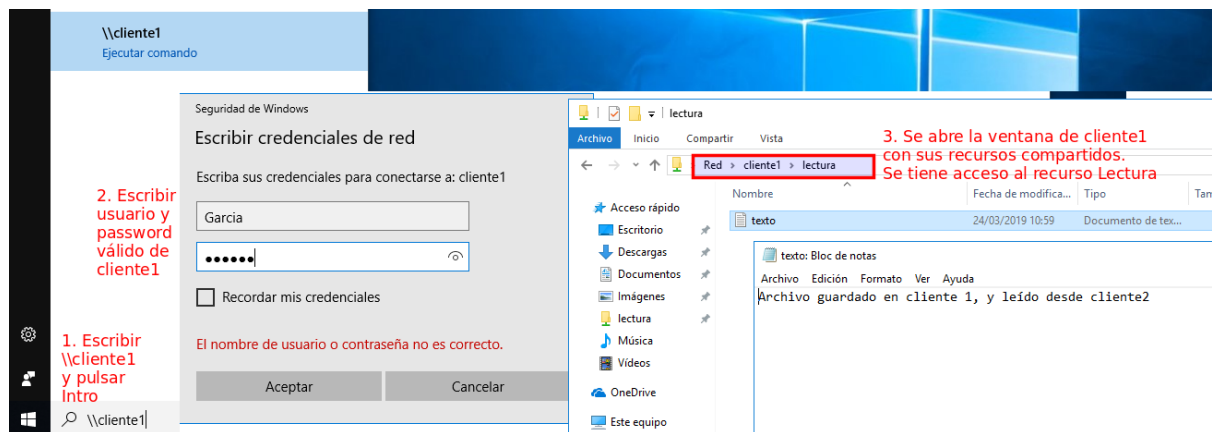 \\cliente1
Ejecutar comando
Seguridad de Windows
Escribir credenciales de red
Escriba sus credenciales para conectarse a: cliente1
Garcia
●●●●●●
Recordar mis credenciales
El nombre de usuario o contraseña no es correcto.
Aceptar
Cancelar
2. Escribir
usuario y
password
válido de
cliente1
1. Escribir
\\cliente1
y pulsar
Intro
\\cliente1
lectura
Archivo Inicio Compartir Vista
3. Se abre la ventana de cliente1
con sus recursos compartidos.
Se tiene acceso al recurso Lectura
Red > cliente1 > lectura
Nombre Fecha de modifica... Tipo Tam
texto 24/03/2019 10:59 Documento de tex...
Acceso rápido
Escritorio
Descargas
Documentos
Imágenes
lectura
Música
Vídeos
OneDrive
Este equipo
texto: Bloc de notas
Archivo Edición Formato Ver Ayuda
Archivo guardado en cliente 1, y leído desde cliente2